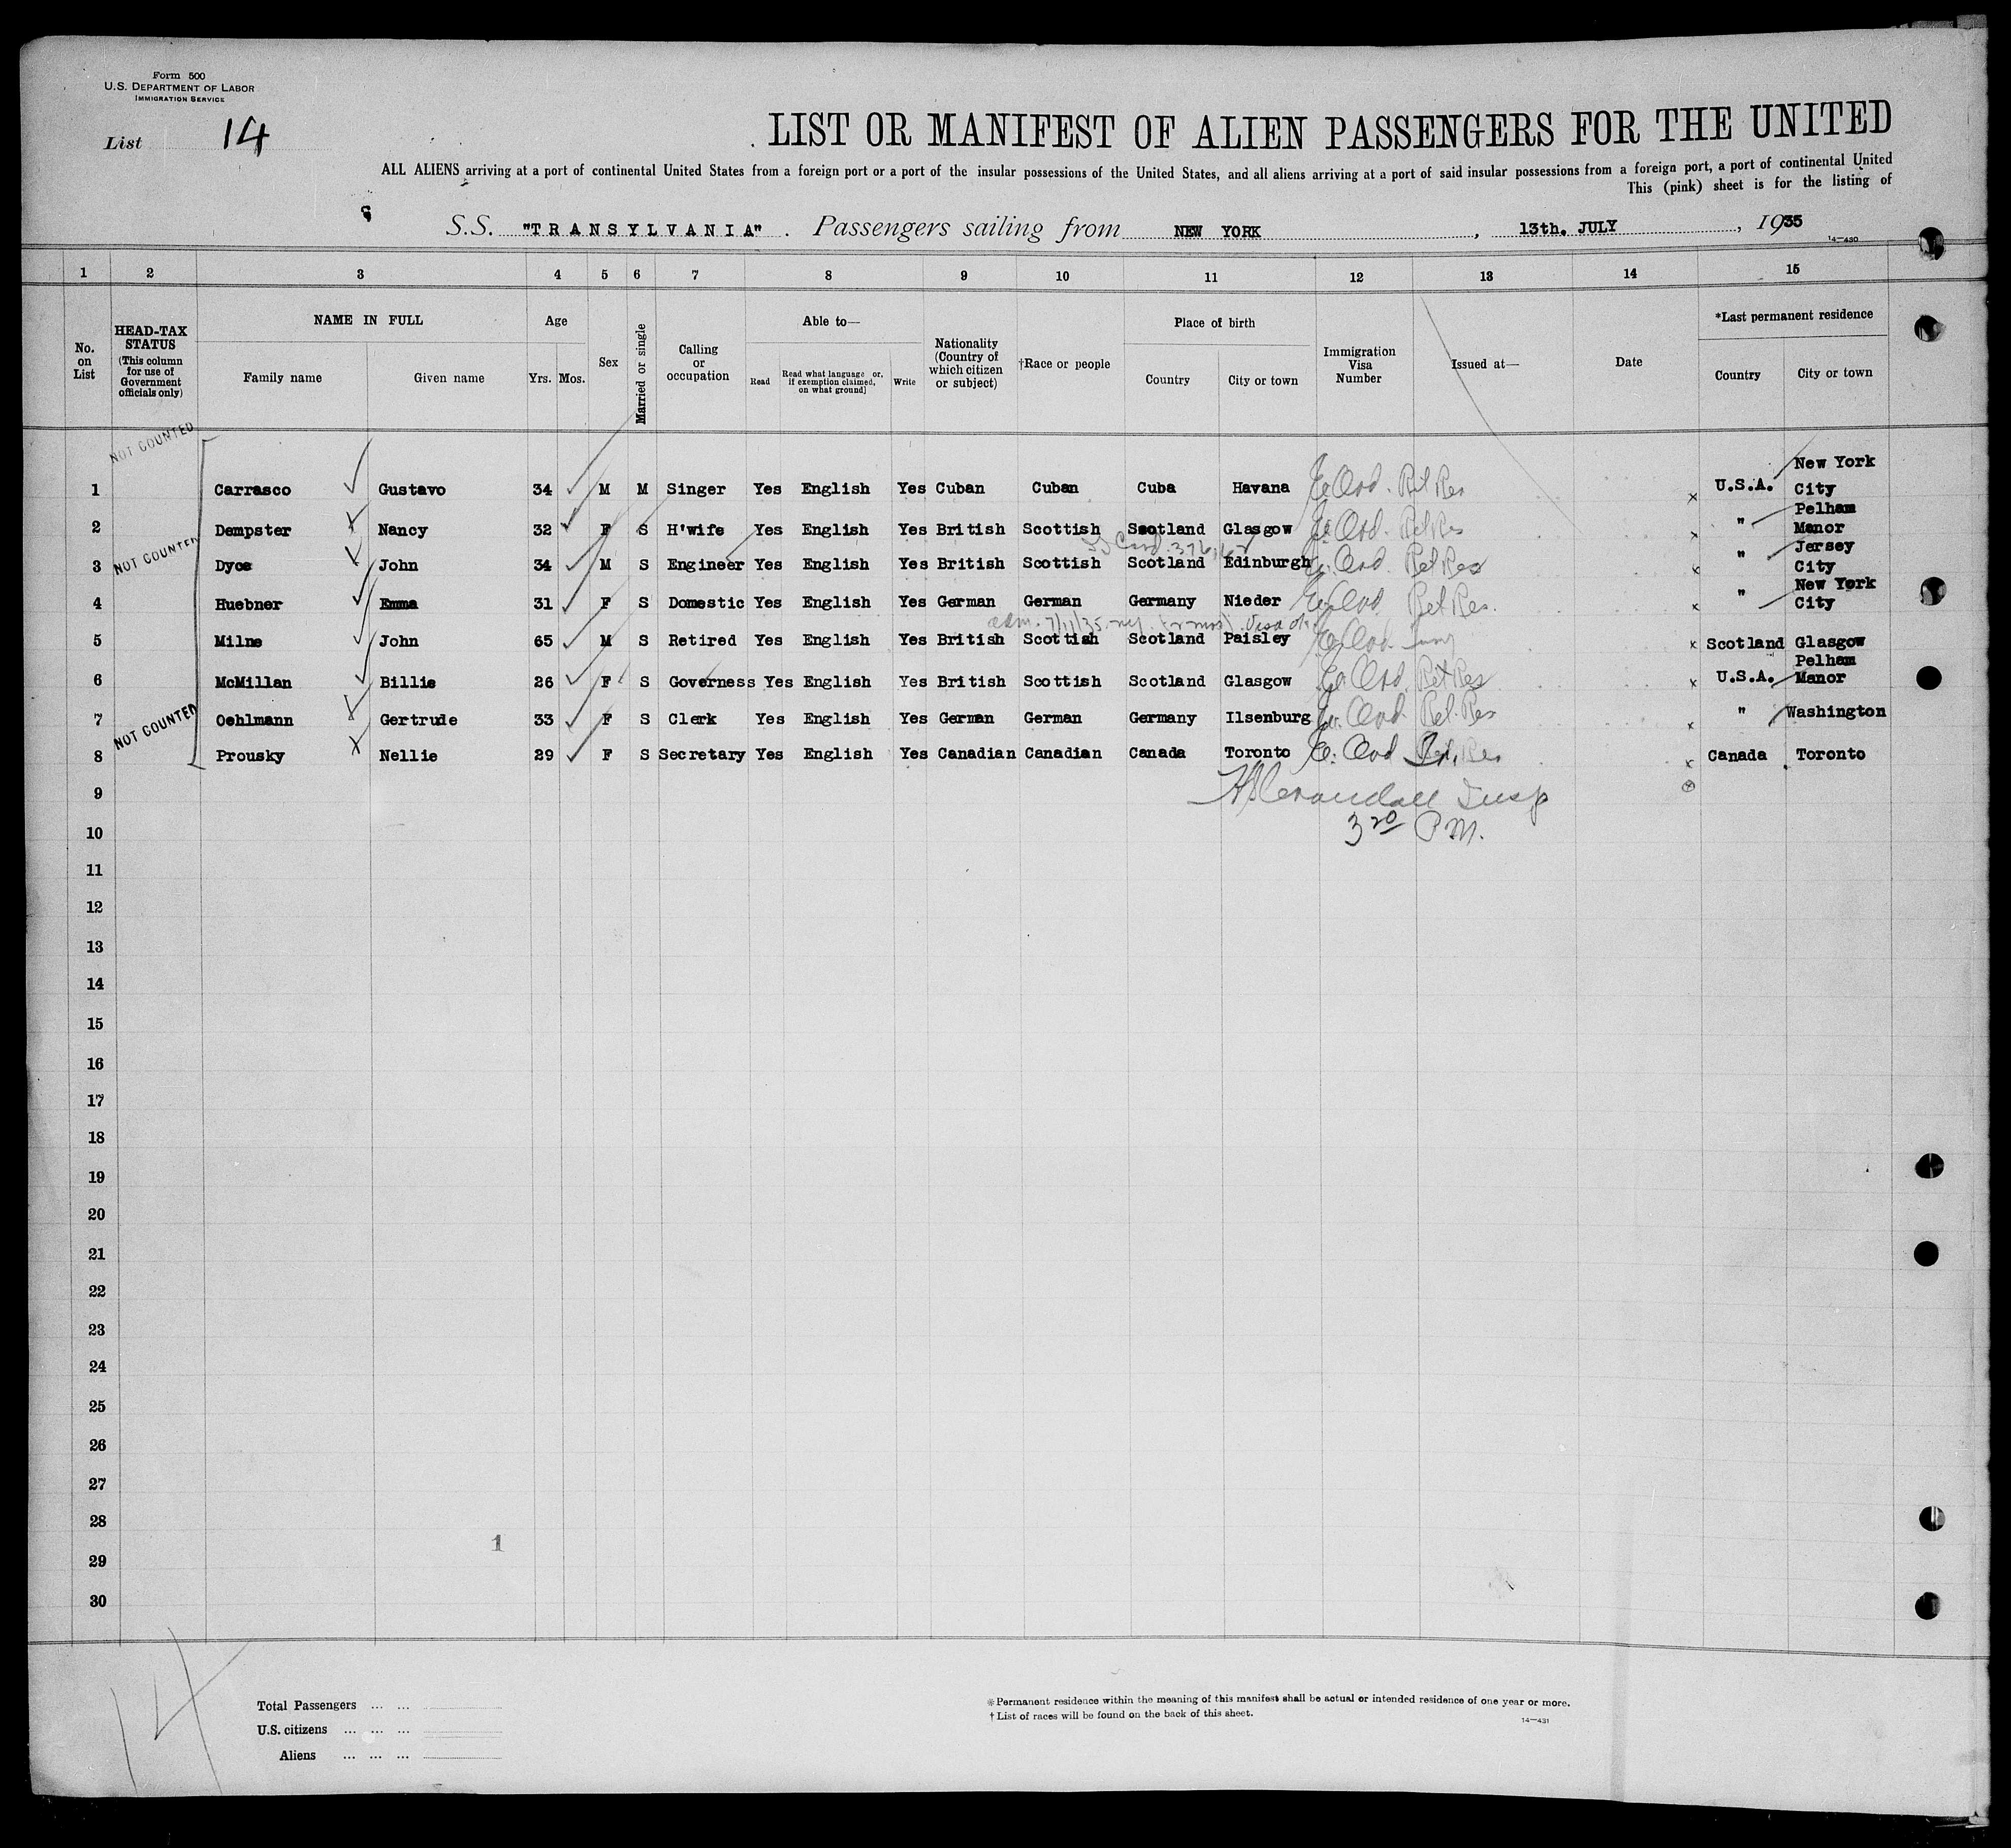 Form 500
U.S. DEPARTMENT OF LABOR
IMMIGRATION SERVICE
List 14
LIST OR MANIFEST OF ALIEN PASSENGERS FOR THE UNITED
ALL ALIENS arriving at a port of continental United States from a foreign port or a port of the insular possessions of the United States, and all aliens arriving at a port of said insular possessions from a foreign port, a port of continental United
This (pink) sheet is for the listing of
S.S. "TRANSYLVANIA". Passengers sailing from NEW YORK, 13th. JULY, 1935
14—430
1 2 3 4 5 6 7 8 9 10 11 12 13 14 15
No. on List
HEAD-TAX STATUS (This column for use of Government officials only)
NAME IN FULL
Family name Given name
Age
Yrs. Mos.
Sex
Married or single
Calling or occupation
Able to—
Read Read what language or, if exemption claimed, on what ground) Write
Nationality (Country of which citizen or subject)
†Race or people
Place of birth
Country City or town
Immigration Visa Number
Issued at—
Date
*Last permanent residence
Country City or town
NOT COUNTED
1 Carrasco Gustavo 34 M M Singer Yes English Yes Cuban Cuban Cuba Havana U.S.A. New York City
2 Dempster Nancy 32 F S H'wife Yes English Yes British Scottish Scotland Glasgow " Pelham Manor
NOT COUNTED
3 Dyce John 34 M S Engineer Yes English Yes British Scottish Scotland Edinburgh " Jersey City
4 Huebner Emma 31 F S Domestic Yes English Yes German German Germany Nieder " New York City
adm. 7/11/35 ny
5 Milne John 65 M S Retired Yes English Yes British Scottish Scotland Paisley Scotland Glasgow
6 McMillan Billie 26 F S Governess Yes English Yes British Scottish Scotland Glasgow U.S.A. Pelham Manor
NOT COUNTED
7 Oehlmann Gertrude 33 F S Clerk Yes English Yes German German Germany Ilsenburg " Washington
8 Prousky Nellie 29 F S Secretary Yes English Yes Canadian Canadian Canada Toronto Canada Toronto
9 Insp
10 3 20 P.M.
11
12
13
14
15
16
17
18
19
20
21
22
23
24
25
26
27
28
1
29
30
14
Total Passengers ... ...
U.S. citizens ... ... ...
Aliens ... ... ...
*Permanent residence within the meaning of this manifest shall be actual or intended residence of one year or more.
†List of races will be found on the back of this sheet.
14—431